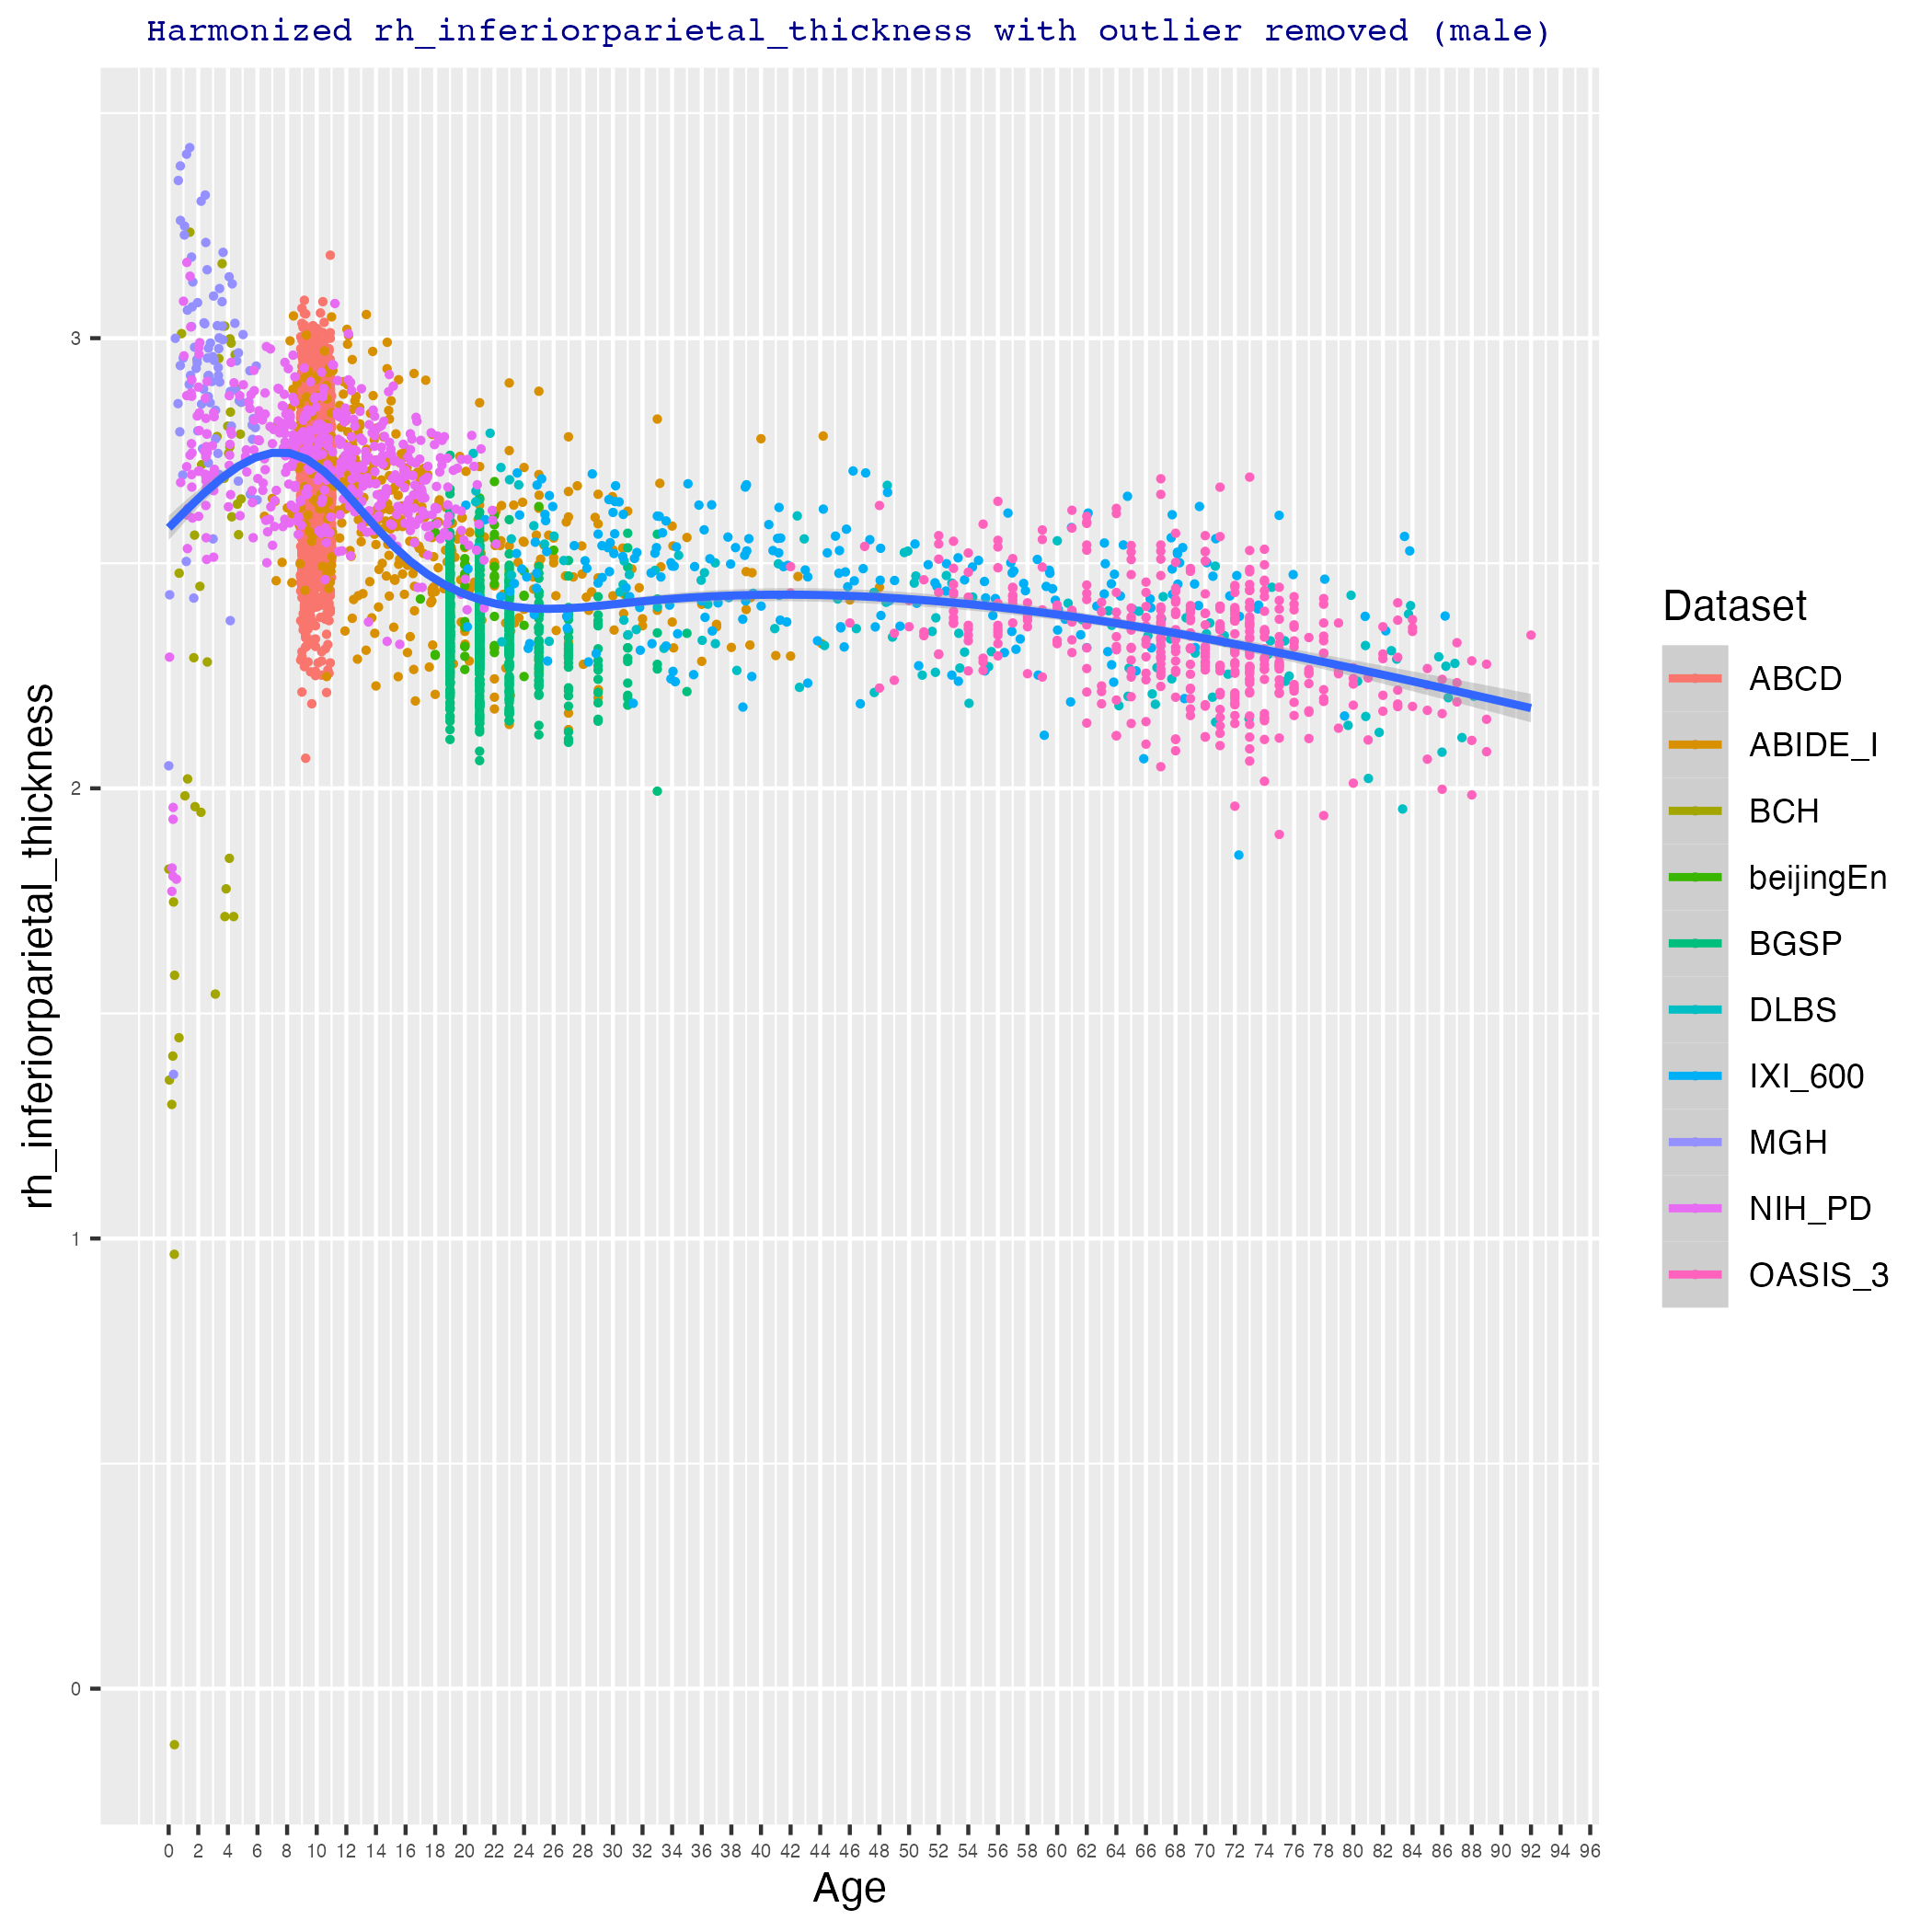 Harmonized rh_inferiorparietal_thickness with outlier removed (male)
rh_inferiorparietal_thickness
3
2
1
0
0 2 4 6 8 10 12 14 16 18 20 22 24 26 28 30 32 34 36 38 40 42 44 46 48 50 52 54 56 58 60 62 64 66 68 70 72 74 76 78 80 82 84 86 88 90 92 94 96
Age
Dataset
ABCD
ABIDE_I
BCH
beijingEn
BGSP
DLBS
IXI_600
MGH
NIH_PD
OASIS_3